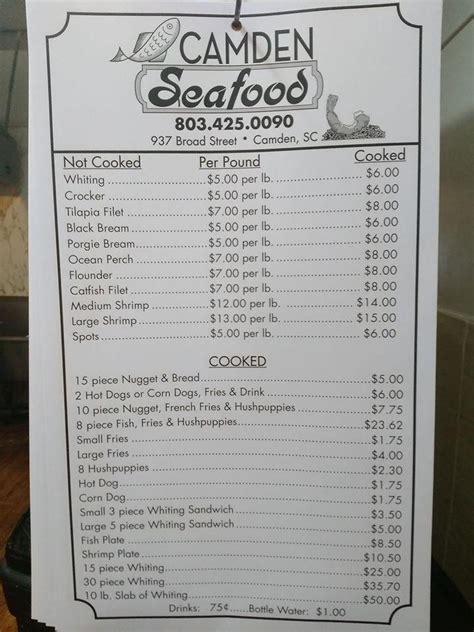 CAMDEN
Seafood
803.425.0090
937 Broad Street • Camden, SC
Not Cooked Per Pound Cooked
Whiting $5.00 per lb. $6.00
Crocker $5.00 per lb. $6.00
Tilapia Filet $7.00 per lb. $8.00
Black Bream $5.00 per lb. $6.00
Porgie Bream $5.00 per lb. $6.00
Ocean Perch $7.00 per lb. $8.00
Flounder $7.00 per lb. $8.00
Catfish Filet $7.00 per lb. $8.00
Medium Shrimp $12.00 per lb. $14.00
Large Shrimp $13.00 per lb. $15.00
Spots $5.00 per lb. $6.00
COOKED
15 piece Nugget & Bread $5.00
2 Hot Dogs or Corn Dogs, Fries & Drink $6.00
10 piece Nugget, French Fries & Hushpuppies $7.75
8 piece Fish, Fries & Hushpuppies $23.62
Small Fries $1.75
Large Fries $4.00
8 Hushpuppies $2.30
Hot Dog $1.75
Corn Dog $1.75
Small 3 piece Whiting Sandwich $3.50
Large 5 piece Whiting Sandwich $5.00
Fish Plate $8.50
Shrimp Plate $10.50
15 piece Whiting $25.00
30 piece Whiting $35.70
10 lb. Slab of Whiting $50.00
Drinks: 75¢ Bottle Water: $1.00